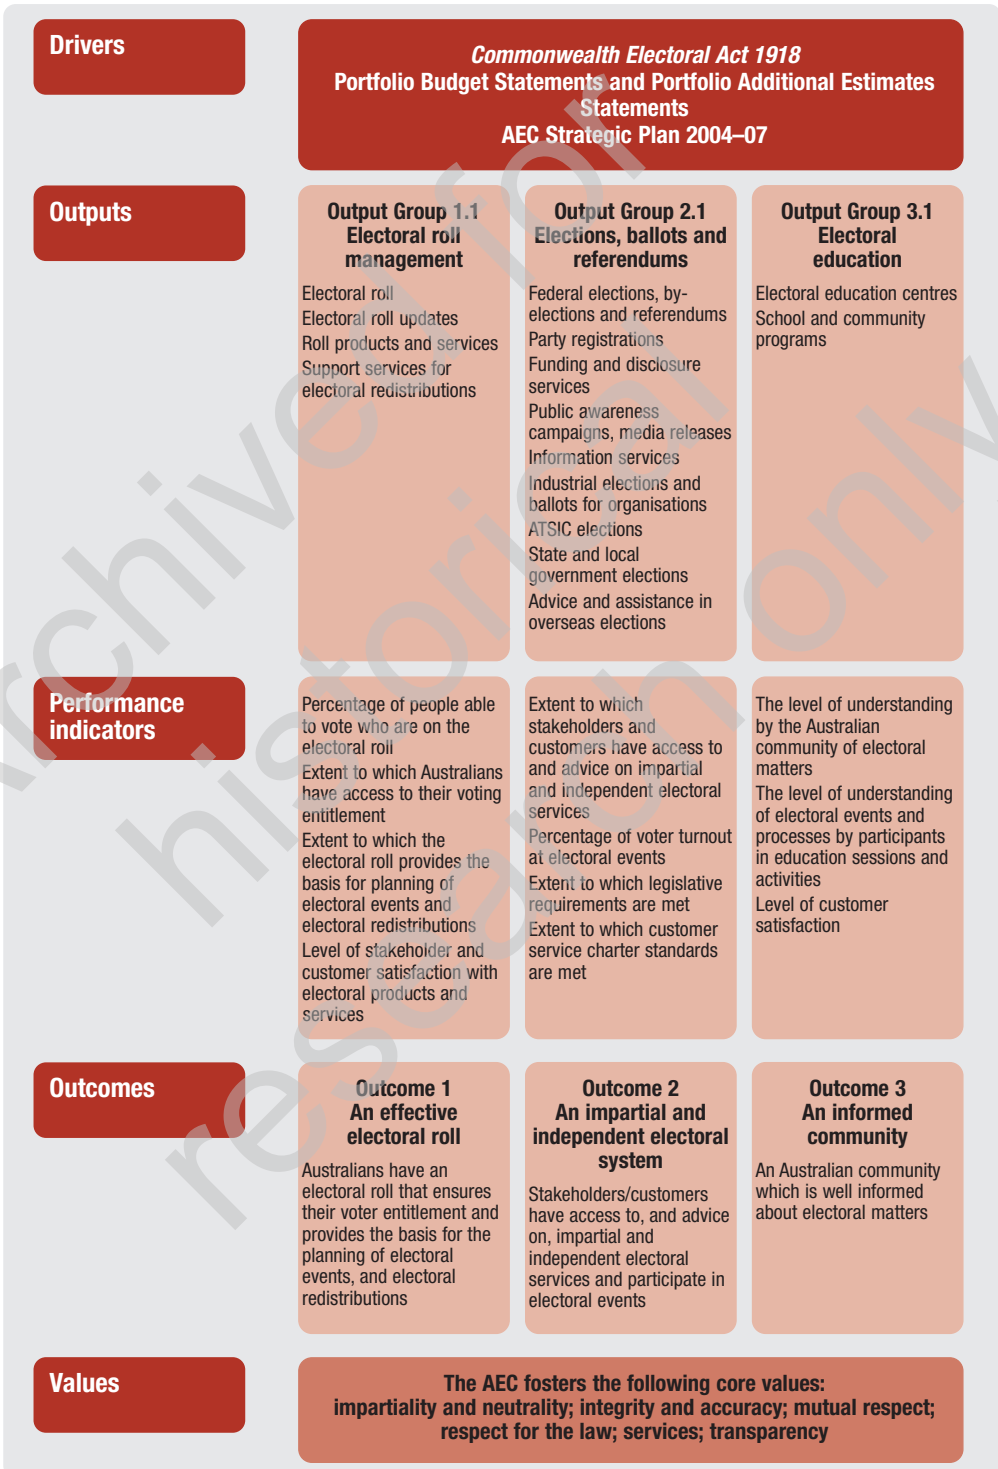 Drivers
Commonwealth Electoral Act 1918
Portfolio Budget Statements and Portfolio Additional Estimates
Statements
AEC Strategic Plan 2004–07
Outputs
Output Group 1.1
Electoral roll
management
Electoral roll
Electoral roll updates
Roll products and services
Support services for
electoral redistributions
Output Group 2.1
Elections, ballots and
referendums
Federal elections, by-
elections and referendums
Party registrations
Funding and disclosure
services
Public awareness
campaigns, media releases
Information services
Industrial elections and
ballots for organisations
ATSIC elections
State and local
government elections
Advice and assistance in
overseas elections
Output Group 3.1
Electoral
education
Electoral education centres
School and community
programs
Performance
indicators
Percentage of people able
to vote who are on the
electoral roll
Extent to which Australians
have access to their voting
entitlement
Extent to which the
electoral roll provides the
basis for planning of
electoral events and
electoral redistributions
Level of stakeholder and
customer satisfaction with
electoral products and
services
Extent to which
stakeholders and
customers have access to
and advice on impartial
and independent electoral
services
Percentage of voter turnout
at electoral events
Extent to which legislative
requirements are met
Extent to which customer
service charter standards
are met
The level of understanding
by the Australian
community of electoral
matters
The level of understanding
of electoral events and
processes by participants
in education sessions and
activities
Level of customer
satisfaction
Outcomes
Outcome 1
An effective
electoral roll
Australians have an
electoral roll that ensures
their voter entitlement and
provides the basis for the
planning of electoral
events, and electoral
redistributions
Outcome 2
An impartial and
independent electoral
system
Stakeholders/customers
have access to, and advice
on, impartial and
independent electoral
services and participate in
electoral events
Outcome 3
An informed
community
An Australian community
which is well informed
about electoral matters
Values
The AEC fosters the following core values:
impartiality and neutrality; integrity and accuracy; mutual respect;
respect for the law; services; transparency
Archived for
historical
research only